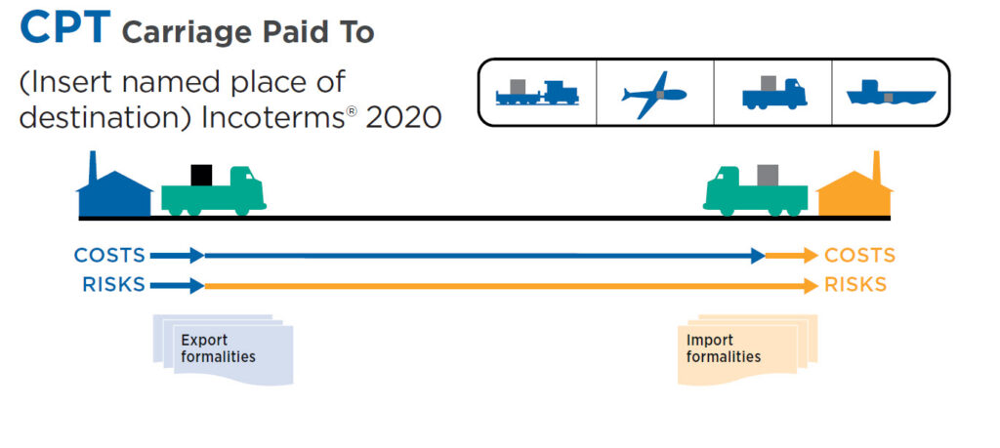 CPT Carriage Paid To
(Insert named place of
destination) Incoterms® 2020
COSTS COSTS
RISKS RISKS
Export
formalities
Import
formalities